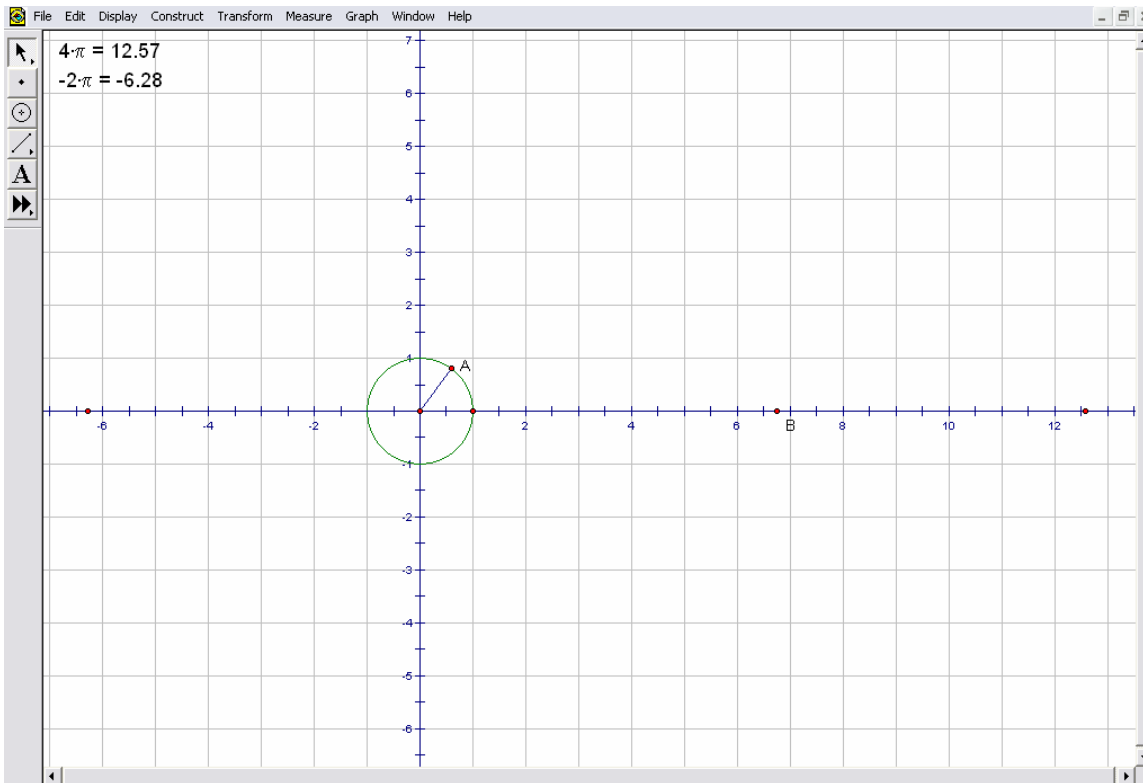 File Edit Display Construct Transform Measure Graph Window Help
4·π = 12.57
-2·π = -6.28
A
7
6
5
4
3
2
1
A
-6 -4 -2 0 2 4 6 8 10 12
B
-1
-2
-3
-4
-5
-6